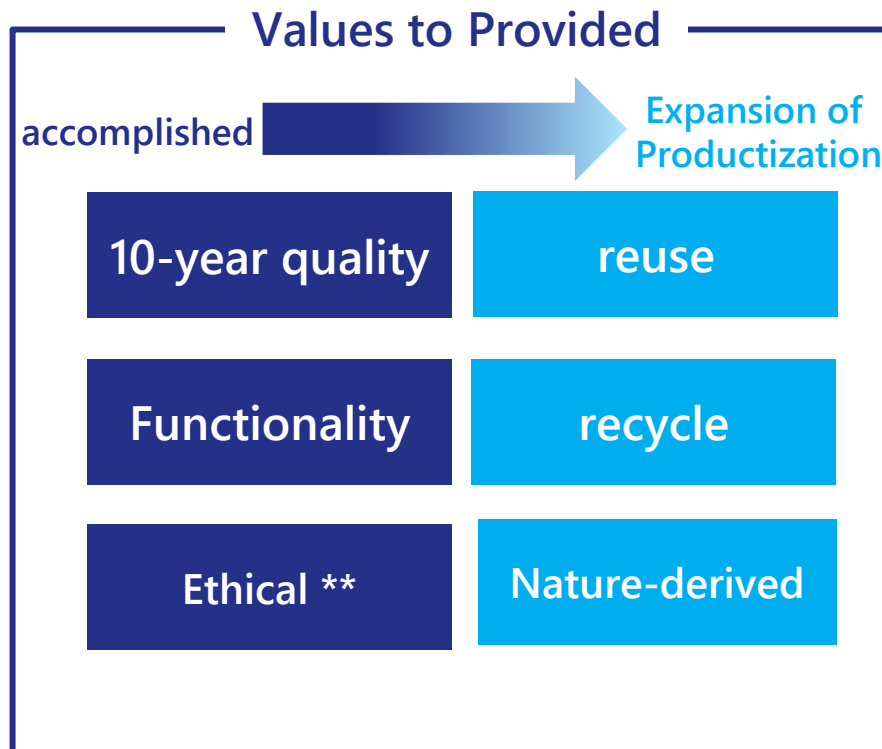 Values to Provided
accomplished
Expansion of
Productization
10-year quality
reuse
Functionality
recycle
Ethical **
Nature-derived